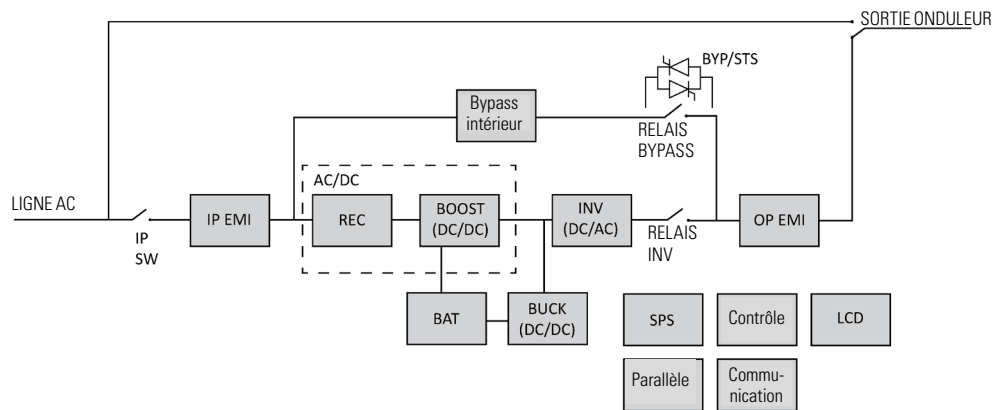 SORTIE ONDULEUR
BYP/STS
Bypass
intérieur
RELAIS
BYPASS
AC/DC
LIGNE AC
IP
SW
IP EMI
REC
BOOST
(DC/DC)
INV
(DC/AC)
RELAIS
INV
OP EMI
BAT
BUCK
(DC/DC)
SPS
Contrôle
LCD
Parallèle
Commu-
nication